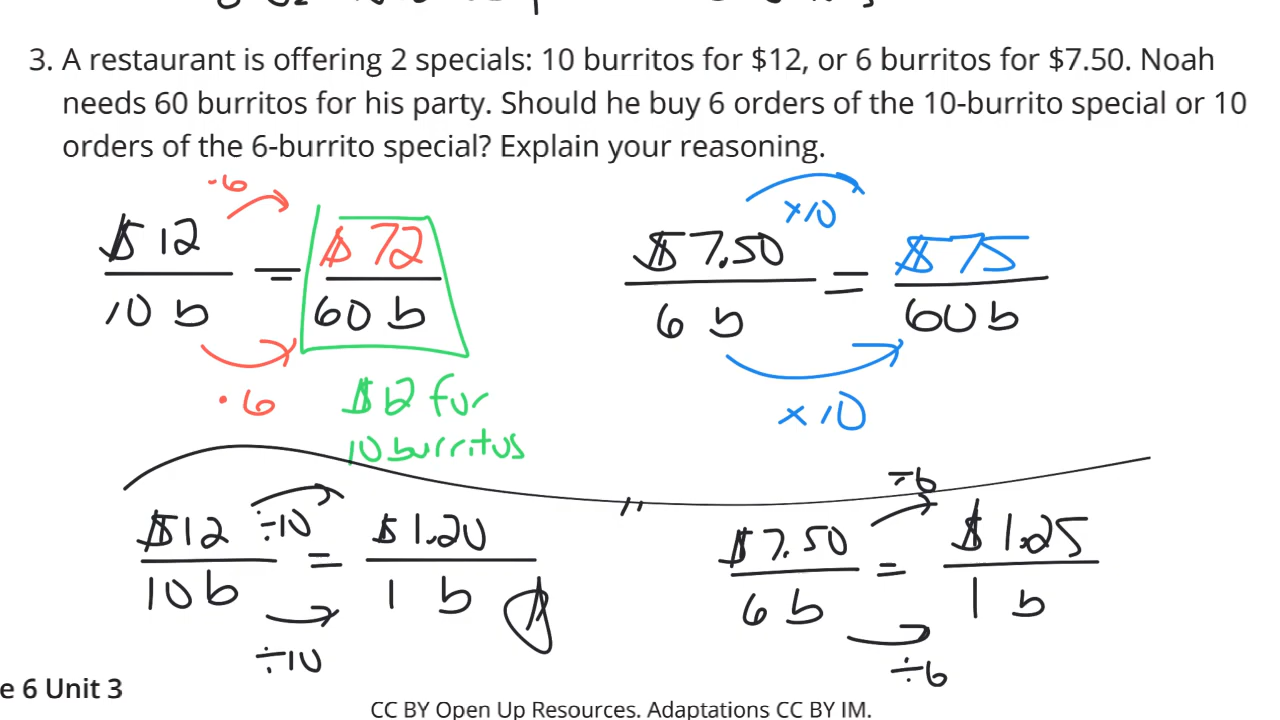 3. A restaurant is offering 2 specials: 10 burritos for $12, or 6 burritos for $7.50. Noah
needs 60 burritos for his party. Should he buy 6 orders of the 10-burrito special or 10
orders of the 6-burrito special? Explain your reasoning.
·6
×10
$12 = $72
10 b 60 b
·6
$7.50 = $75
6 b 60 b
×10
$12 for
10 burritos
$12 ÷10 = $1.20
10b 1 b
÷10
÷6
$7.50 = $1.25
6 b 1 b
÷6
e 6 Unit 3
CC BY Open Up Resources. Adaptations CC BY IM.